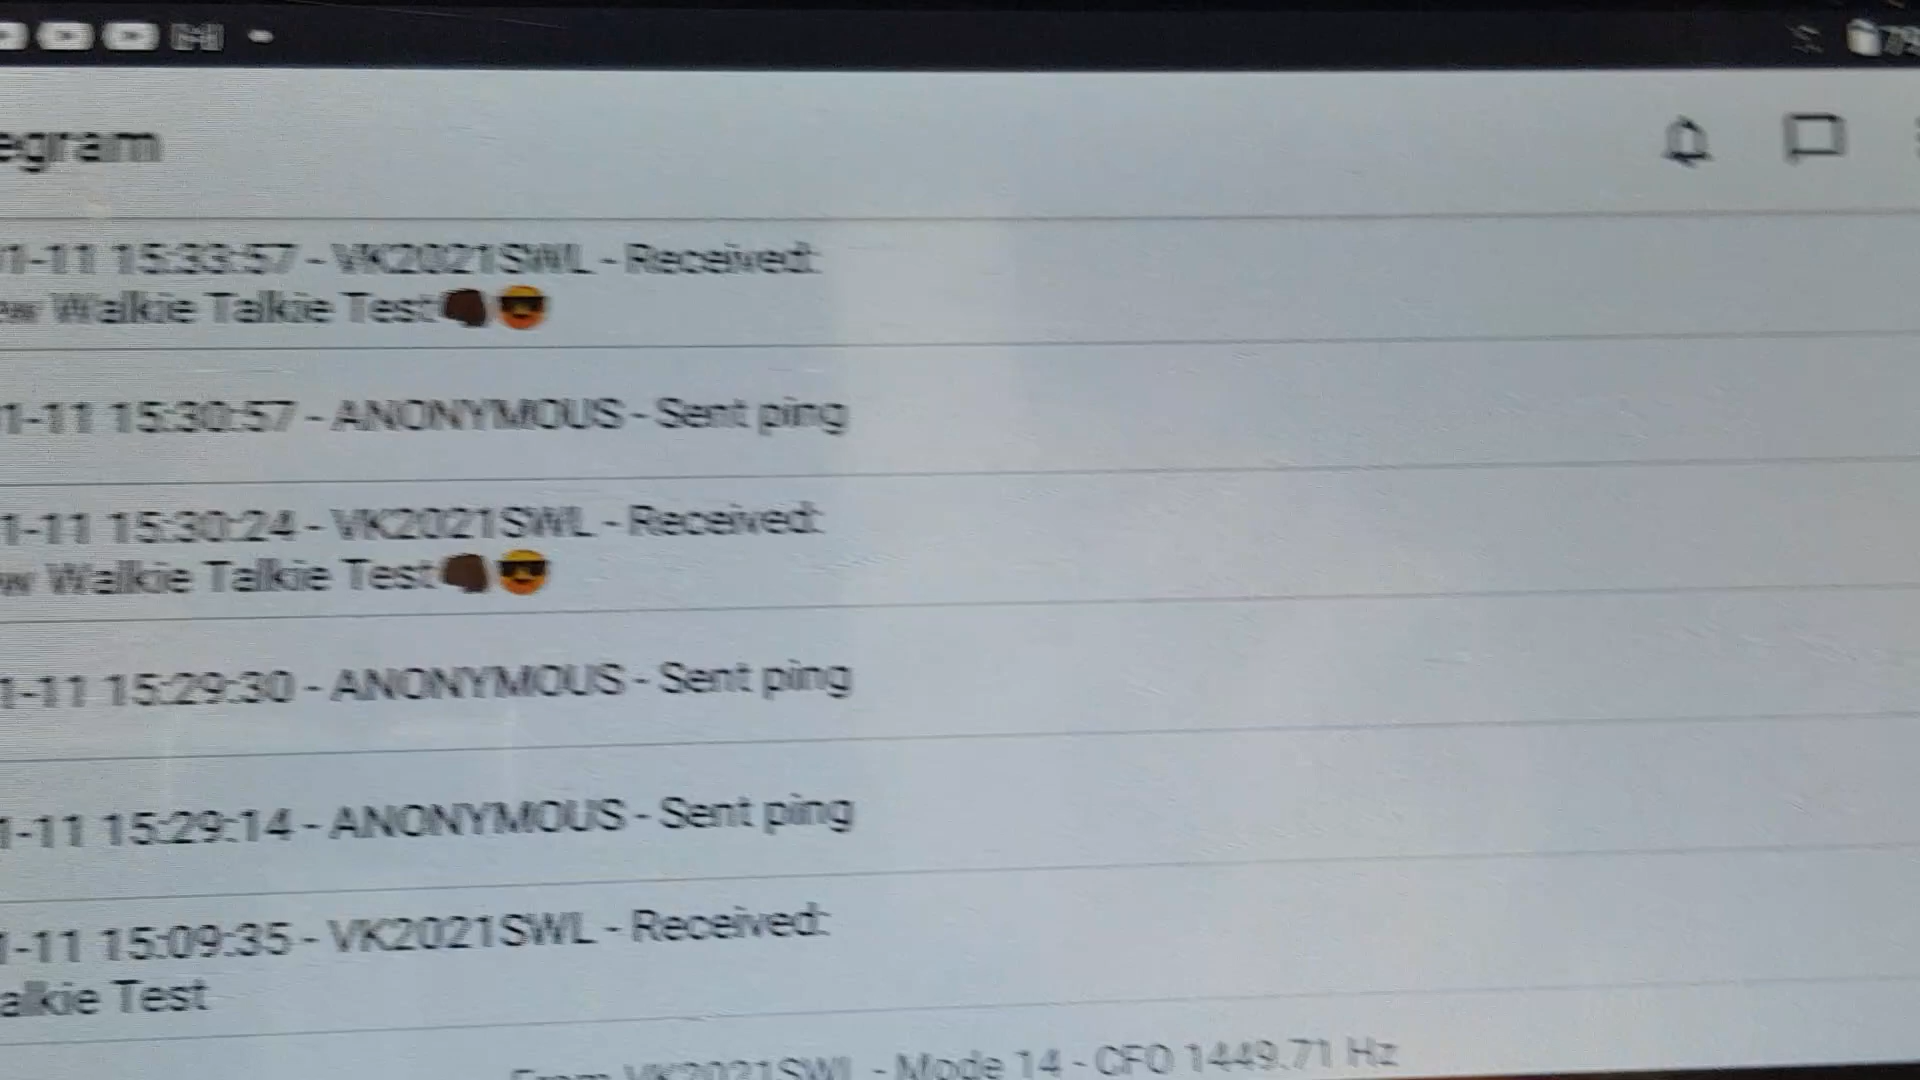 egram
1-11 15:33:57 - VK2021SWL - Received:
ew Walkie Talkie Test👊🏿😎
1-11 15:30:57 - ANONYMOUS - Sent ping
1-11 15:30:24 - VK2021SWL - Received:
w Walkie Talkie Test👊🏿😎
1-11 15:29:30 - ANONYMOUS - Sent ping
1-11 15:29:14 - ANONYMOUS - Sent ping
1-11 15:09:35 - VK2021SWL - Received:
alkie Test
From VK2021SWL - Mode 14 - CFO 1449.71 Hz